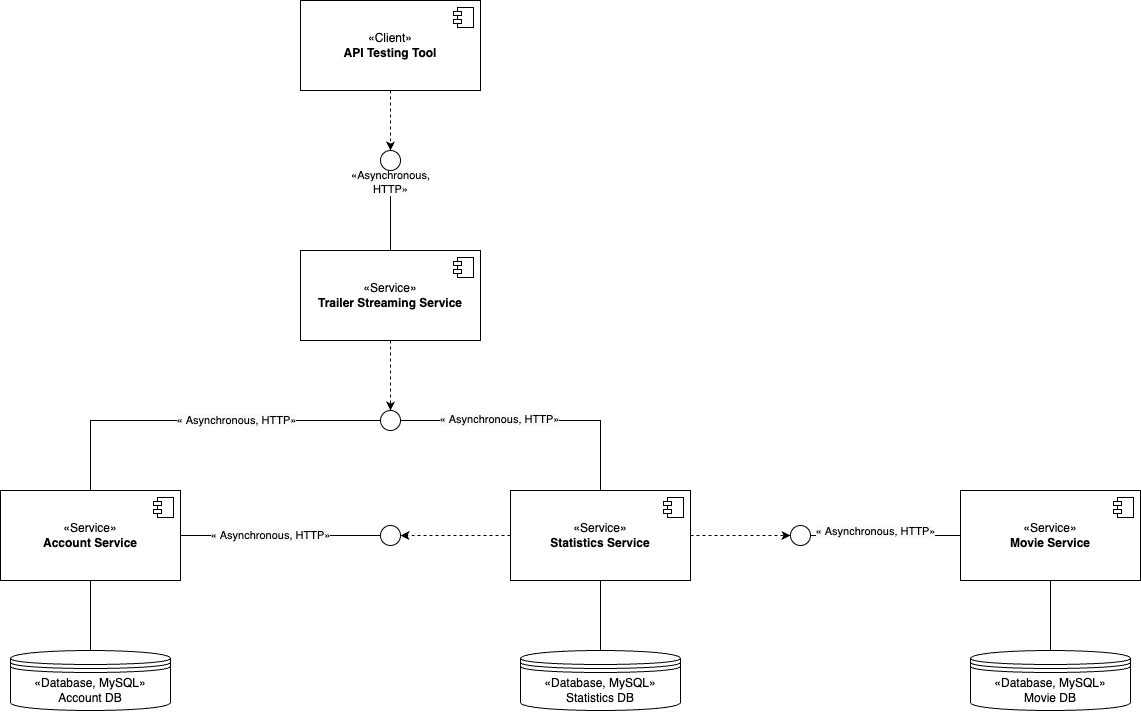 «Client»
API Testing Tool
«Asynchronous,
HTTP»
«Service»
Trailer Streaming Service
« Asynchronous, HTTP»
« Asynchronous, HTTP»
«Service»
Account Service
« Asynchronous, HTTP»
«Service»
Statistics Service
« Asynchronous, HTTP»
«Service»
Movie Service
«Database, MySQL»
Account DB
«Database, MySQL»
Statistics DB
«Database, MySQL»
Movie DB